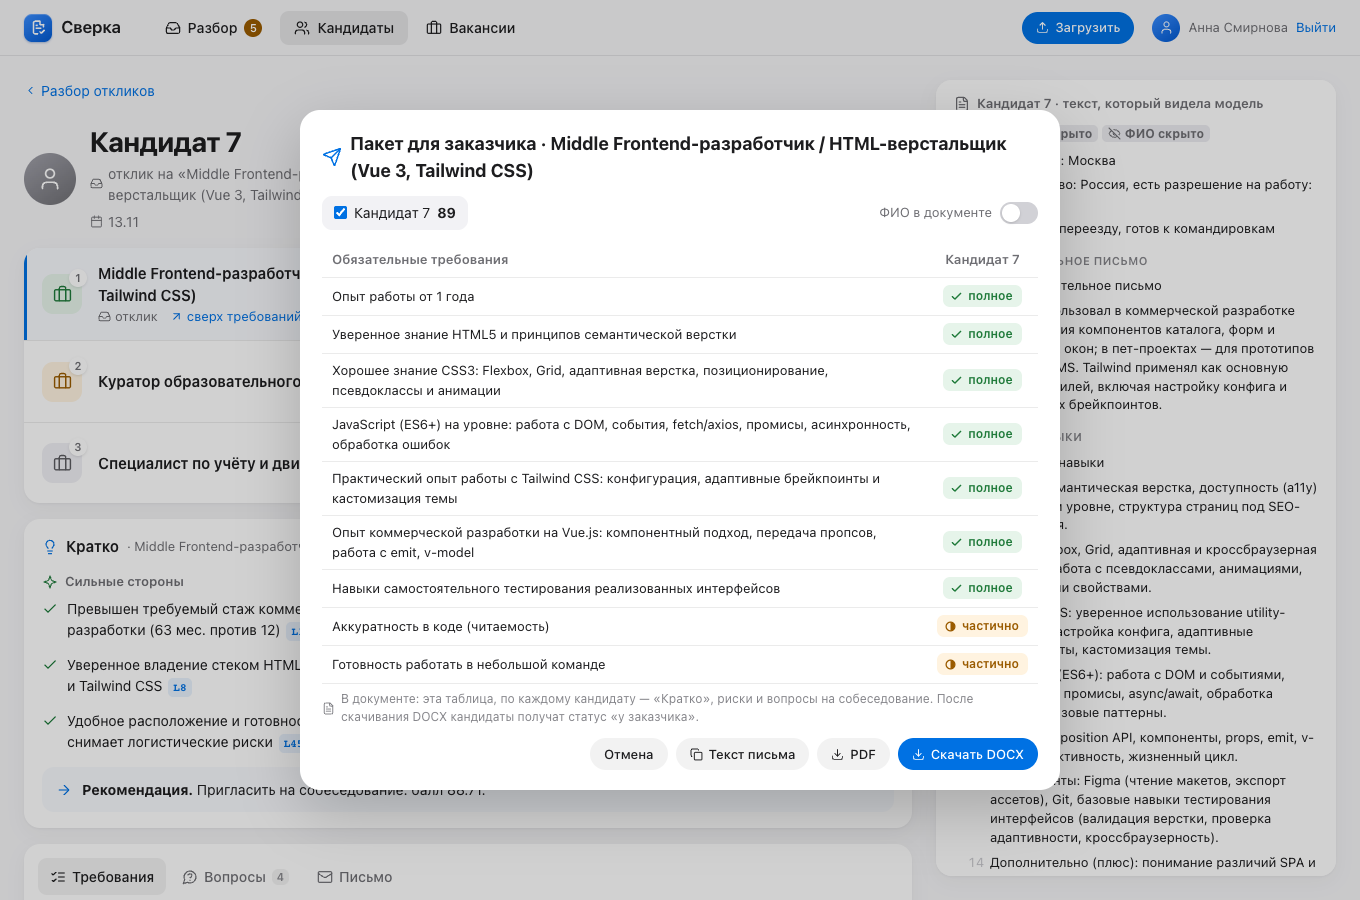 Сверка
Разбор 5
Кандидаты
Вакансии
Загрузить
Анна Смирнова Выйти
Разбор откликов
Кандидат 7
отклик на «Middle Frontend-
верстальщик (Vue 3, Tailwind
13.11
1
Middle Frontend-разработч
Tailwind CSS)
отклик сверх требований
2
Куратор образовательного
3
Специалист по учёту и дви
Кратко · Middle Frontend-разработч
Сильные стороны
Превышен требуемый стаж комме
разработки (63 мес. против 12)
Уверенное владение стеком HTML
и Tailwind CSS L8
Удобное расположение и готовнос
снимает логистические риски L45
Рекомендация. Пригласить на собеседование: балл 88.71.
Требования
Вопросы 4
Письмо
Пакет для заказчика · Middle Frontend-разработчик / HTML-верстальщик
(Vue 3, Tailwind CSS)
Кандидат 7 89
ФИО в документе
Обязательные требования Кандидат 7
Опыт работы от 1 года полное
Уверенное знание HTML5 и принципов семантической верстки полное
Хорошее знание CSS3: Flexbox, Grid, адаптивная верстка, позиционирование,
псевдоклассы и анимации полное
JavaScript (ES6+) на уровне: работа с DOM, события, fetch/axios, промисы, асинхронность,
обработка ошибок полное
Практический опыт работы с Tailwind CSS: конфигурация, адаптивные брейкпоинты и
кастомизация темы полное
Опыт коммерческой разработки на Vue.js: компонентный подход, передача пропсов,
работа с emit, v-model полное
Навыки самостоятельного тестирования реализованных интерфейсов полное
Аккуратность в коде (читаемость) частично
Готовность работать в небольшой команде частично
В документе: эта таблица, по каждому кандидату — «Кратко», риски и вопросы на собеседование. После
скачивания DOCX кандидаты получат статус «у заказчика».
Отмена
Текст письма
PDF
Скачать DOCX
Кандидат 7 · текст, который видела модель
рыто ФИО скрыто
: Москва
во: Россия, есть разрешение на работу:
переезду, готов к командировкам
ЬНОЕ ПИСЬМО
тельное письмо
льзовал в коммерческой разработке
ия компонентов каталога, форм и
окон; в пет-проектах — для прототипов
MS. Tailwind применял как основную
илей, включая настройку конфига и
х брейкпоинтов.
ЫКИ
навыки
мантическая верстка, доступность (a11y)
и уровне, структура страниц под SEO-
я.
box, Grid, адаптивная и кроссбраузерная
абота с псевдоклассами, анимациями,
ми свойствами.
S: уверенное использование utility-
астройка конфига, адаптивные
ты, кастомизация темы.
(ES6+): работа с DOM и событиями,
промисы, async/await, обработка
зовые паттерны.
position API, компоненты, props, emit, v-
ктивность, жизненный цикл.
нты: Figma (чтение макетов, экспорт
ассетов), Git, базовые навыки тестирования
интерфейсов (валидация верстки, проверка
адаптивности, кроссбраузерность).
14 Дополнительно (плюс): понимание различий SPA и